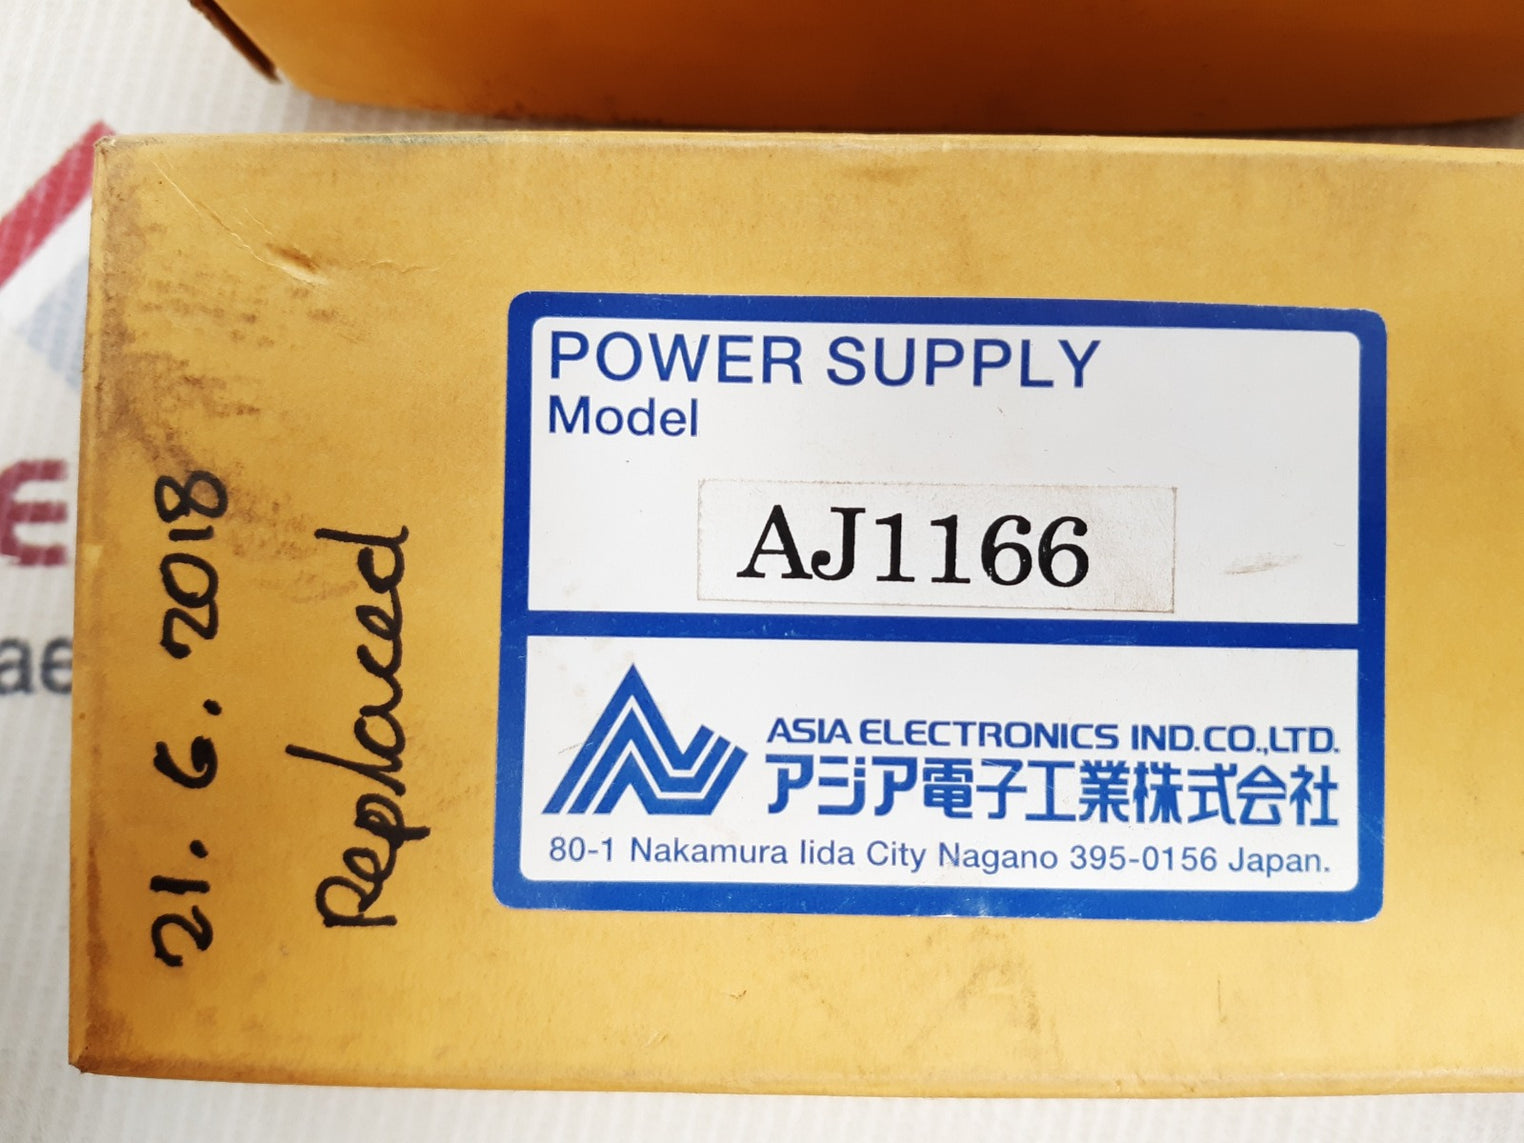 POWER SUPPLY
Model
AJ1166
ASIA ELECTRONICS IND.CO.,LTD.
アジア電子工業株式会社
80-1 Nakamura Iida City Nagano 395-0156 Japan.
21.6.2018
Replaced